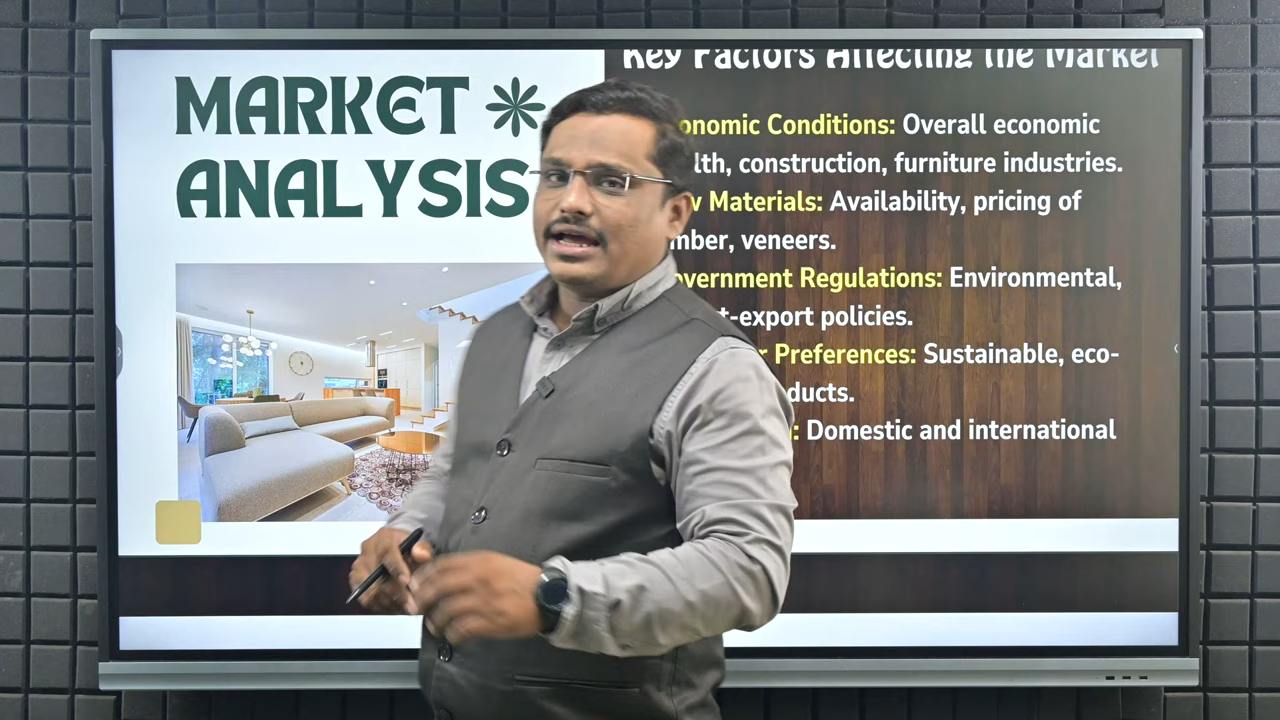 MARKET
ANALYSIS
Key Factors Affecting the Market
onomic Conditions: Overall economic
lth, construction, furniture industries.
w Materials: Availability, pricing of
mber, veneers.
overnment Regulations: Environmental,
t-export policies.
r Preferences: Sustainable, eco-
ducts.
: Domestic and international